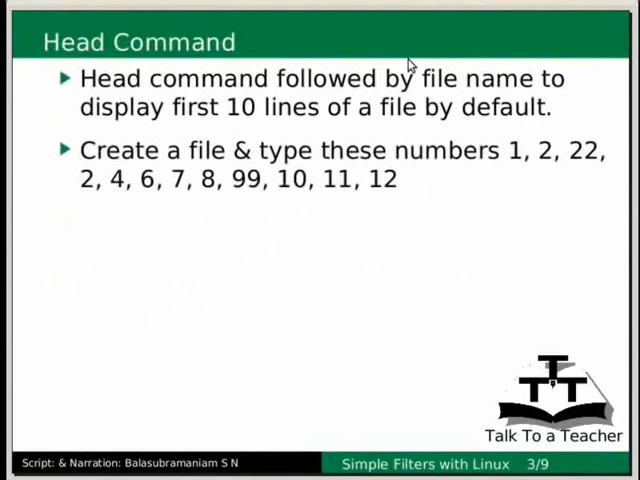 Head Command
Head command followed by file name to
display first 10 lines of a file by default.
Create a file & type these numbers 1, 2, 22,
2, 4, 6, 7, 8, 99, 10, 11, 12
TTT
Talk To a Teacher
Script: & Narration: Balasubramaniam S N
Simple Filters with Linux 3/9